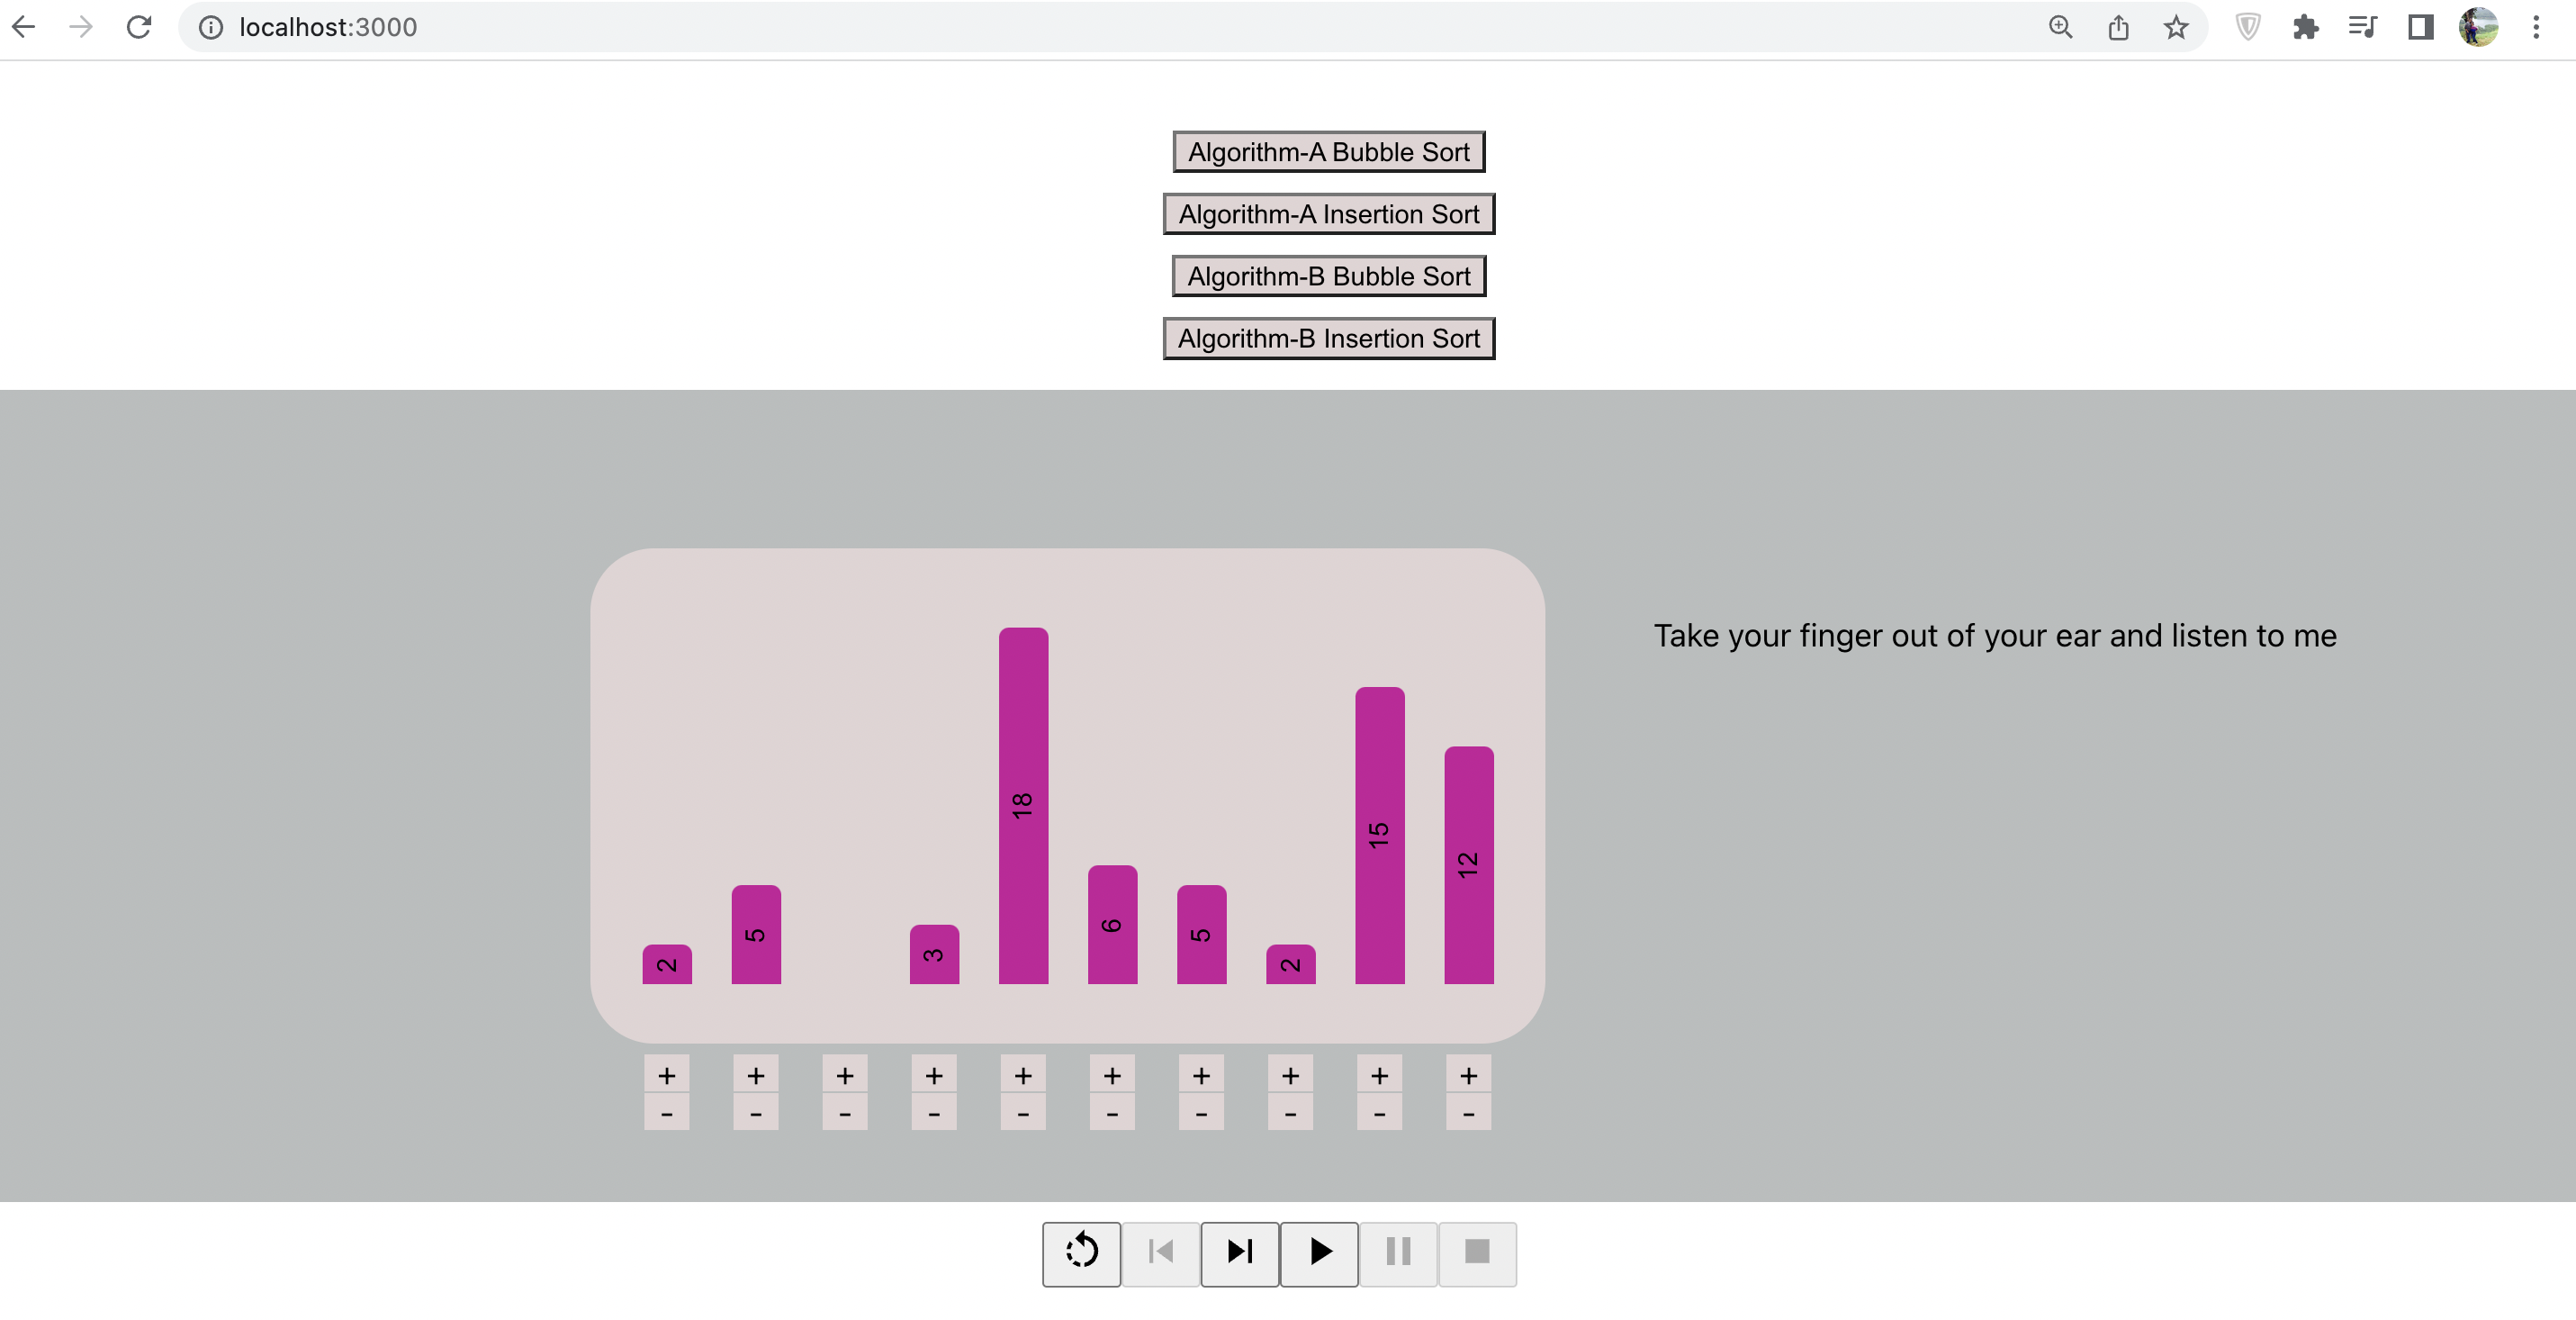 localhost:3000
Algorithm-A Bubble Sort
Algorithm-A Insertion Sort
Algorithm-B Bubble Sort
Algorithm-B Insertion Sort
Take your finger out of your ear and listen to me
2 5 3 18 6 5 2 15 12
+ + + + + + + + + +
- - - - - - - - - -